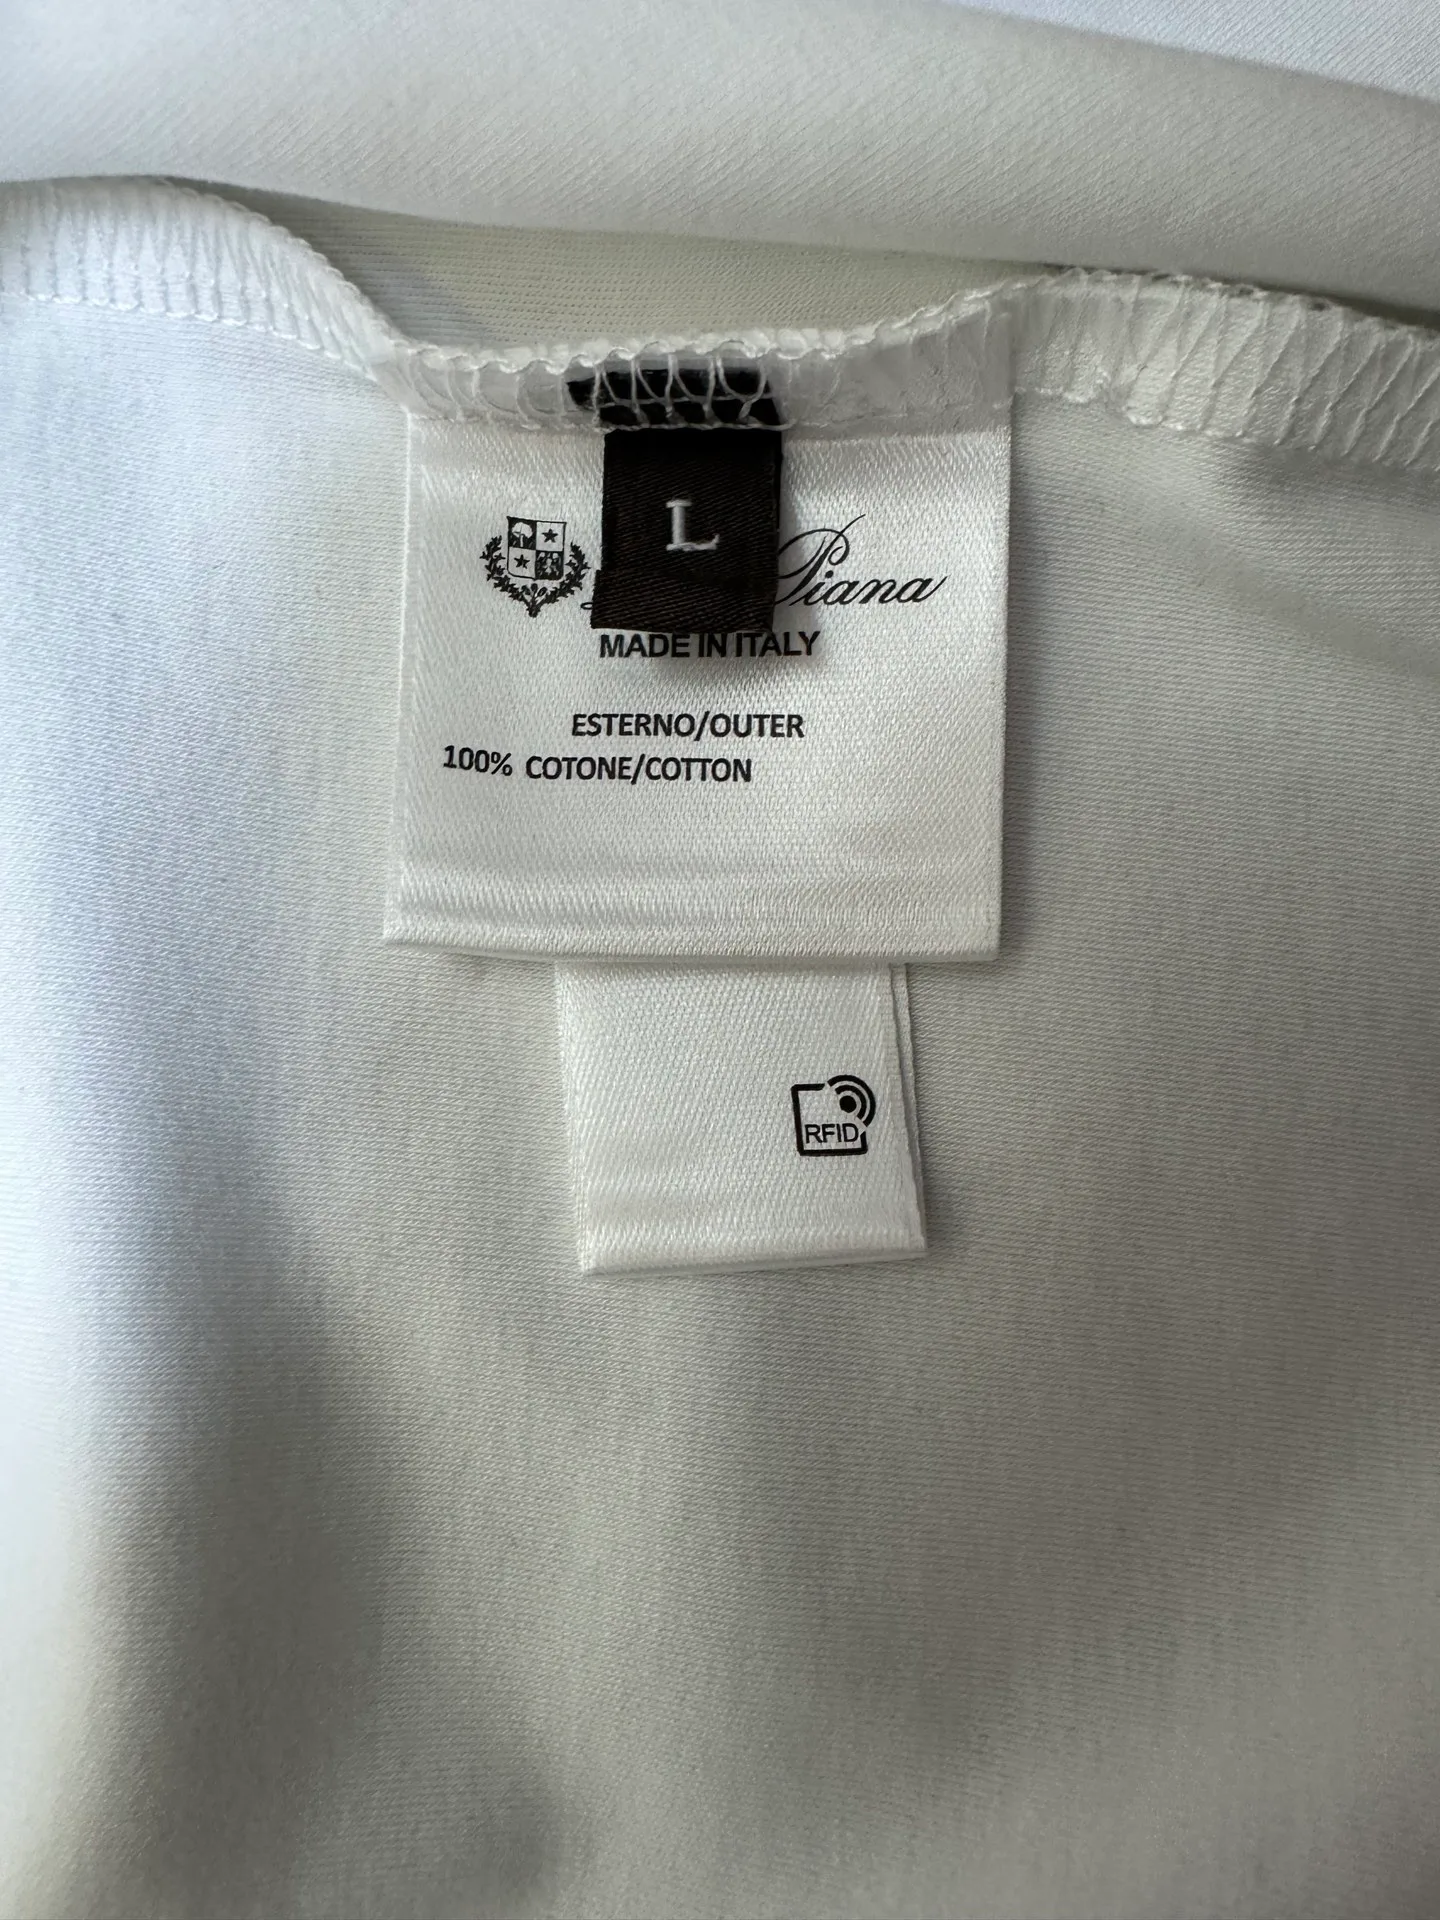 L
Piana
MADE IN ITALY
ESTERNO/OUTER
100% COTONE/COTTON
RFID